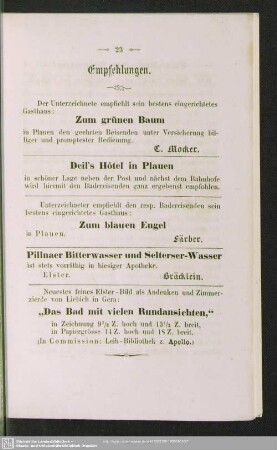 — 23 —
Empfehlungen.
Der Unterzeichnete empfiehlt sein bestens eingerichtetes
Gasthaus:
Zum grünen Baum
in Plauen den geehrten Reisenden unter Versicherung bil-
liger und promptester Bedienung.
C. Mocker.
Deil's Hôtel in Plauen
in schöner Lage neben der Post und nächst dem Bahnhofe
wird hiermit den Badereisenden ganz ergebenst empfohlen.
Unterzeichneter empfiehlt den resp. Badereisenden sein
bestens eingerichtetes Gasthaus:
Zum blauen Engel
in Plauen.
Färber.
Pillnaer Bitterwasser und Selterser-Wasser
ist stets vorräthig in hiesiger Apotheke.
Elster.
Bräcklein.
Neuestes feines Elster-Bild als Andenken und Zimmer-
zierde von Liebich in Gera:
„Das Bad mit vielen Rundansichten,“
in Zeichnung 9½ Z. hoch und 13½ Z. breit,
in Papiergrösse 14 Z. hoch und 18 Z. breit.
(In Commission: Leih-Bibliothek z. Apollo.)